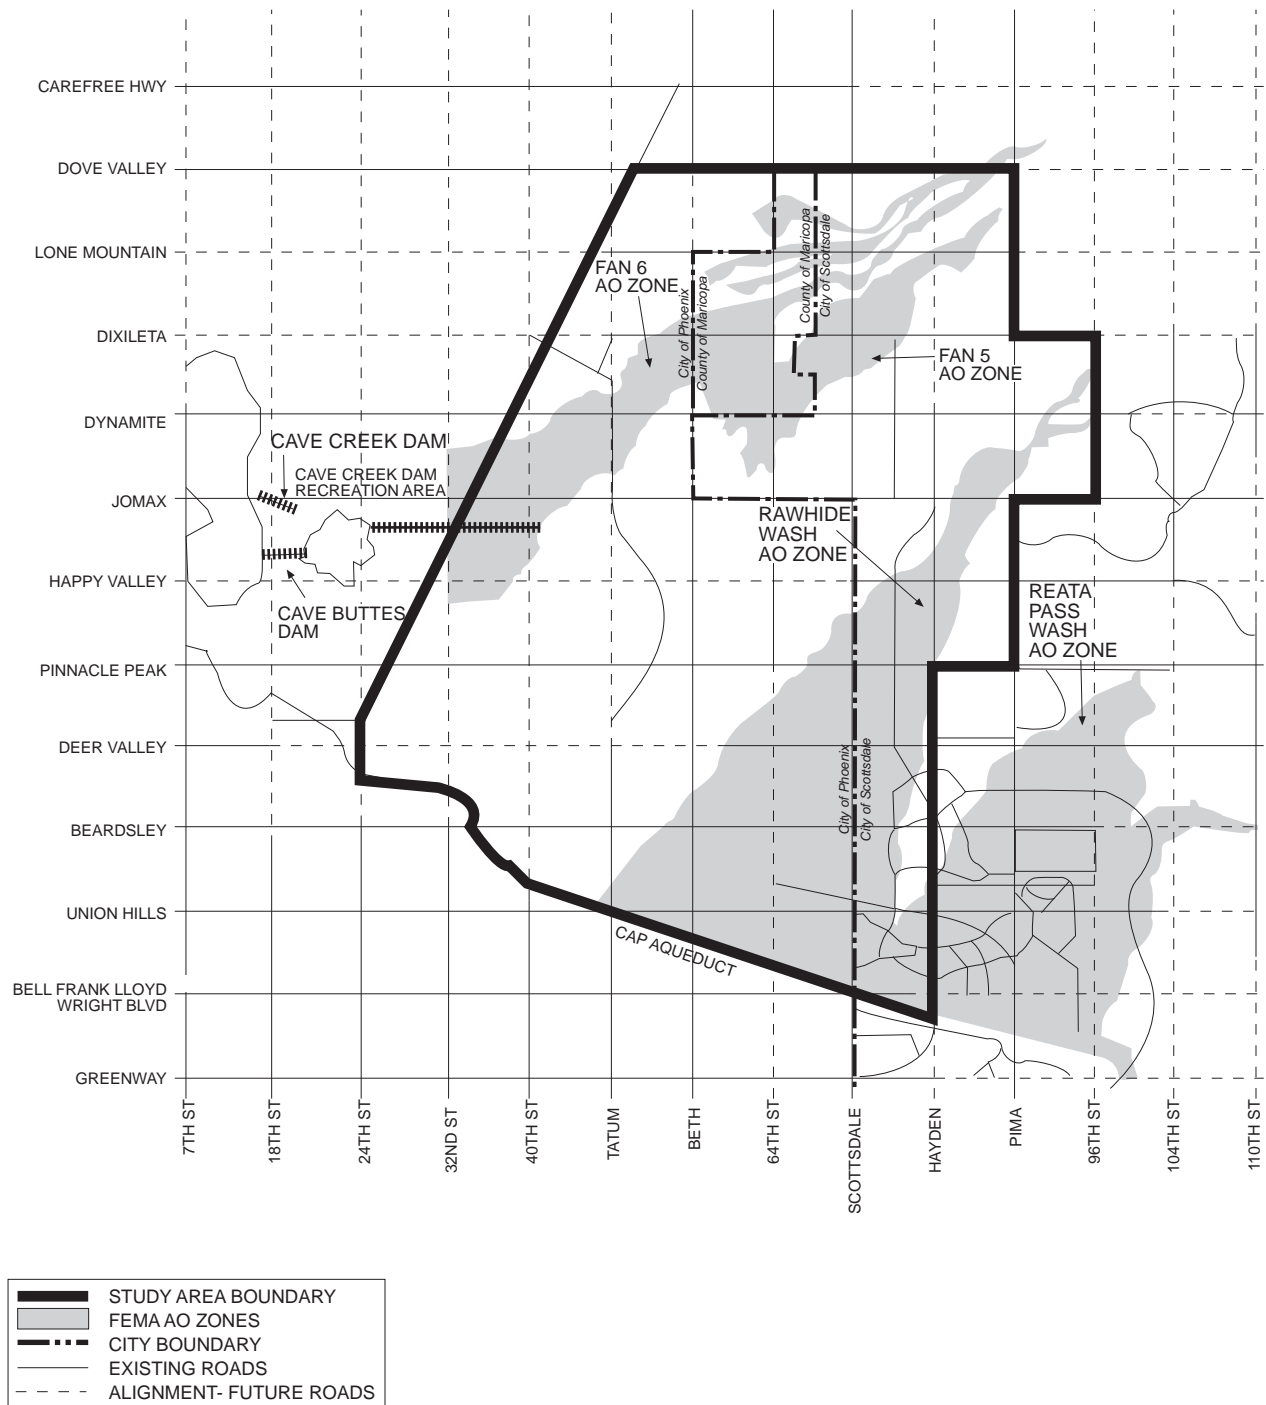 CAREFREE HWY
DOVE VALLEY
LONE MOUNTAIN
DIXILETA
DYNAMITE
JOMAX
HAPPY VALLEY
PINNACLE PEAK
DEER VALLEY
BEARDSLEY
UNION HILLS
BELL FRANK LLOYD
WRIGHT BLVD
GREENWAY
FAN 6
AO ZONE
City of Phoenix
County of Maricopa
County of Maricopa
City of Scottsdale
FAN 5
AO ZONE
CAVE CREEK DAM
CAVE CREEK DAM
RECREATION AREA
RAWHIDE
WASH
AO ZONE
CAVE BUTTES
DAM
REATA
PASS
WASH
AO ZONE
City of Phoenix
City of Scottsdale
CAP AQUEDUCT
7TH ST
18TH ST
24TH ST
32ND ST
40TH ST
TATUM
BETH
64TH ST
SCOTTSDALE
HAYDEN
PIMA
96TH ST
104TH ST
110TH ST
STUDY AREA BOUNDARY
FEMA AO ZONES
CITY BOUNDARY
EXISTING ROADS
ALIGNMENT- FUTURE ROADS